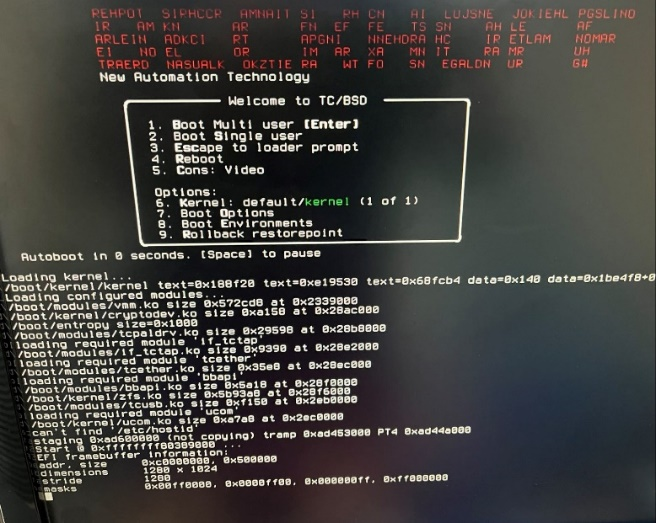 REHPOT SIRHCCR AMNAIT SI RH CN AI LUJSNE JOKIEHL PGSLIND
IR AM KN AR FN EF FE TS SN AH LE AF
ARLEIN ADKCI RT APGNI NNEHDRA HC IR ETLAM NDMAR
EI NO EL OR IM AR XA MN IT RA MR UH
TRAERD NASUALK OKZTIE RA WT FO SN EGALDN UR G#
New Automation Technology
Welcome to TC/BSD
1. Boot Multi user [Enter]
2. Boot Single user
3. Escape to loader prompt
4. Reboot
5. Cons: Video
Options:
6. Kernel: default/kernel (1 of 1)
7. Boot Options
8. Boot Environments
9. Rollback restorepoint
Autoboot in 0 seconds. [Space] to pause
Loading kernel...
/boot/kernel/kernel text=0x188f20 text=0xe19530 text=0x68fcb4 data=0x140 data=0x1be4f8+0
Loading configured modules...
/boot/modules/vmm.ko size 0x572cd8 at 0x2339000
/boot/kernel/cryptodev.ko size 0xa150 at 0x28ac000
/boot/entropy size=0x1000
/boot/modules/tcpaldrv.ko size 0x29598 at 0x28b8000
loading required module 'if_tctap'
/boot/modules/if_tctap.ko size 0x9390 at 0x28e2000
loading required module 'tcether'
/boot/modules/tcether.ko size 0x35e8 at 0x28ec000
loading required module 'bbapi'
/boot/modules/bbapi.ko size 0x5a18 at 0x28f0000
/boot/kernel/zfs.ko size 0x5b93a8 at 0x28f6000
/boot/modules/tcusb.ko size 0xf150 at 0x2eb0000
loading required module 'ucom'
/boot/kernel/ucom.ko size 0xa7a8 at 0x2ec0000
can't find '/etc/hostid'
staging 0xad600000 (not copying) tramp 0xad453000 PT4 0xad44a000
Start @ 0xffffffff80389000 ...
EFI framebuffer information:
addr, size 0xc0000000, 0x500000
dimensions 1280 x 1024
stride 1280
masks 0x00ff0000, 0x0000ff00, 0x000000ff, 0xff000000